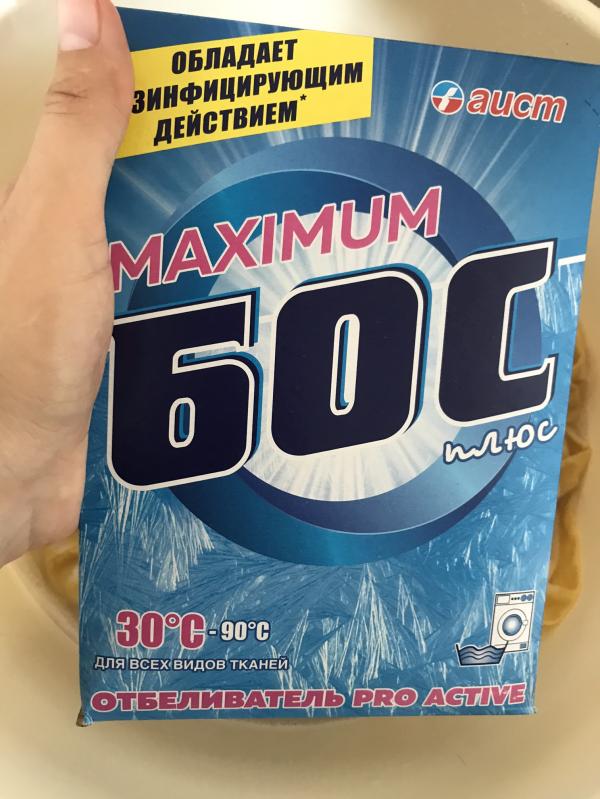 ОБЛАДАЕТ
ЗИНФИЦИРУЮЩИМ
ДЕЙСТВИЕМ*
аист
MAXIMUM
БОС
плюс
30°C - 90°C
ДЛЯ ВСЕХ ВИДОВ ТКАНЕЙ
ОТБЕЛИВАТЕЛЬ PRO ACTIVE